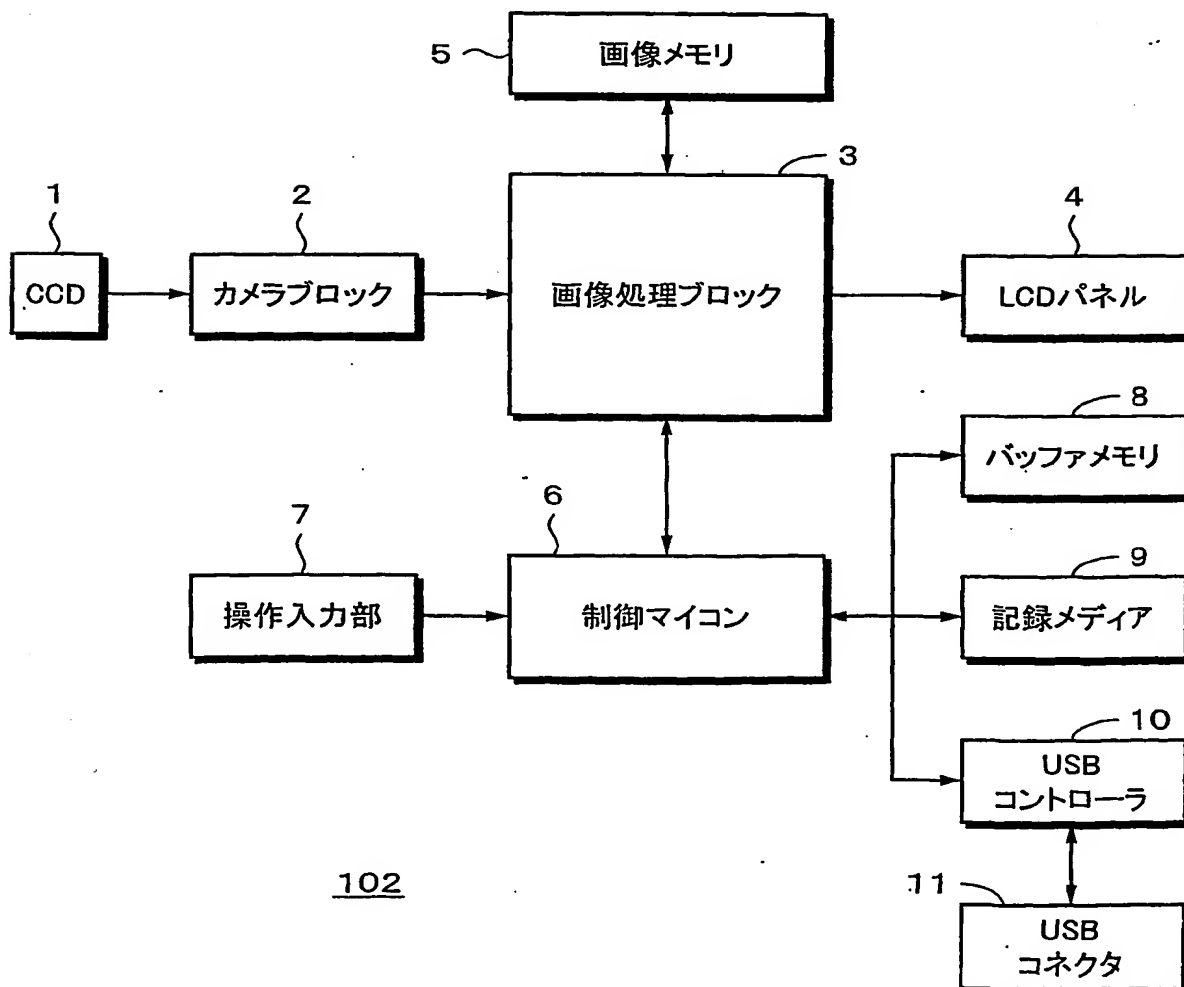 5
画像メモリ
3
1
2
4
CCD
カメラブロック
画像処理ブロック
LCDパネル
8
バッファメモリ
6
7
9
操作入力部
制御マイコン
記録メディア
10
USB
コントローラ
102
11
USB
コネクタ